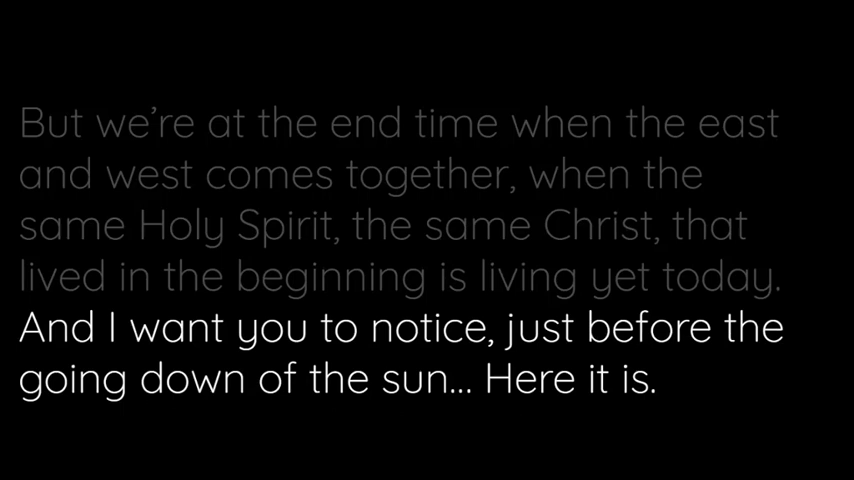 But we’re at the end time when the east
and west comes together, when the
same Holy Spirit, the same Christ, that
lived in the beginning is living yet today.
And I want you to notice, just before the
going down of the sun... Here it is.